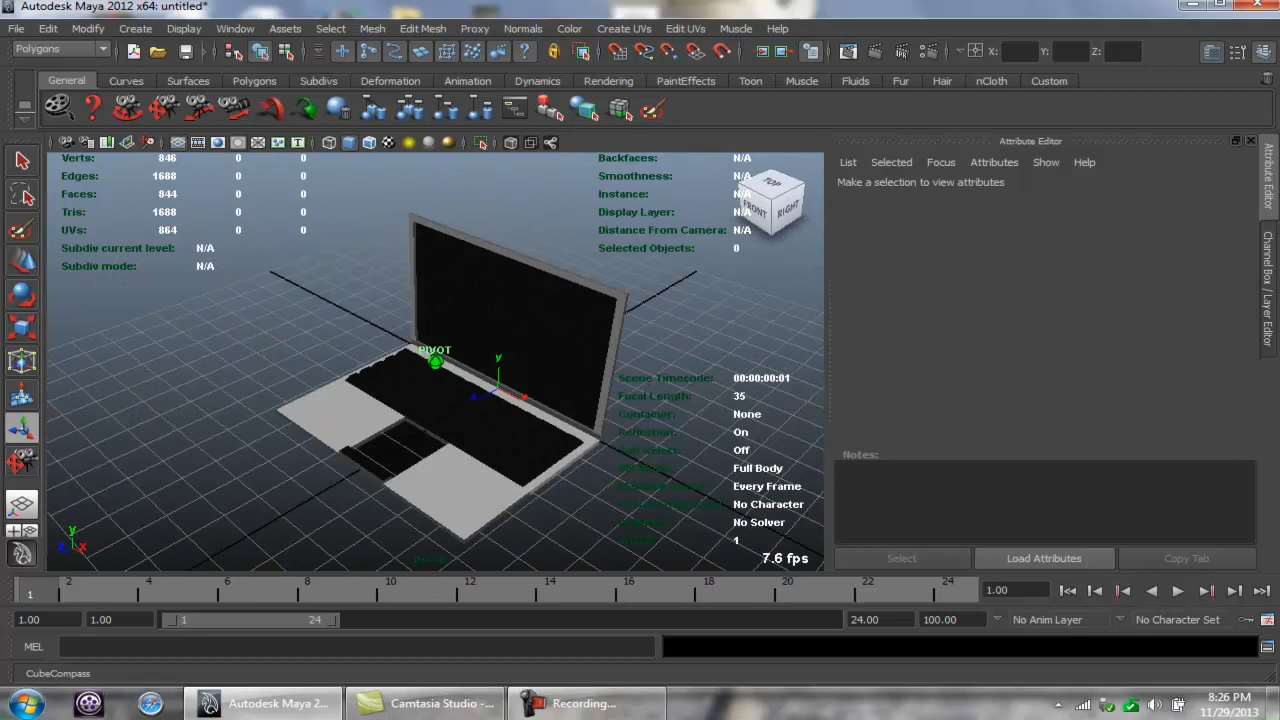 Autodesk Maya 2012 x64: untitled*
File Edit Modify Create Display Window Assets Select Mesh Edit Mesh Proxy Normals Color Create UVs Edit UVs Muscle Help
Polygons X: Y: Z:
General Curves Surfaces Polygons Subdivs Deformation Animation Dynamics Rendering PaintEffects Toon Muscle Fluids Fur Hair nCloth Custom
Attribute Editor
List Selected Focus Attributes Show Help
Make a selection to view attributes
Verts: 846 0 0
Edges: 1688 0 0
Faces: 844 0 0
Tris: 1688 0 0
UVs: 864 0 0
Subdiv current level: N/A
Subdiv mode: N/A
Backfaces: N/A
Smoothness: N/A
Instance: N/A
Display Layer: N/A
Distance From Camera: N/A
Selected Objects: 0
TOP
FRONT RIGHT
PIVOT
y
Scene Timecode: 00:00:00:01
Focal Length: 35
Container: None
Reflection: On
Off
Full Body
Every Frame
No Character
No Solver
1
7.6 fps
y
z x
persp
Attribute Editor
Channel Box / Layer Editor
Notes:
Select Load Attributes Copy Tab
1 2 4 6 8 10 12 14 16 18 20 22 24 1.00
1.00 1.00 1 24 24.00 100.00 No Anim Layer No Character Set
MEL
CubeCompass
Autodesk Maya 2... Camtasia Studio -... Recording...
8:26 PM
11/29/2013